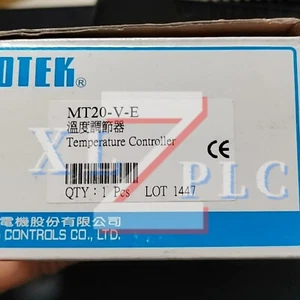 OTEK®
MT20-V-E
溫度調節器
Temperature Controller
CE
QTY : 1 Pcs LOT 1447
XZ PLC
電機股份有限公司
CONTROLS CO., LTD.